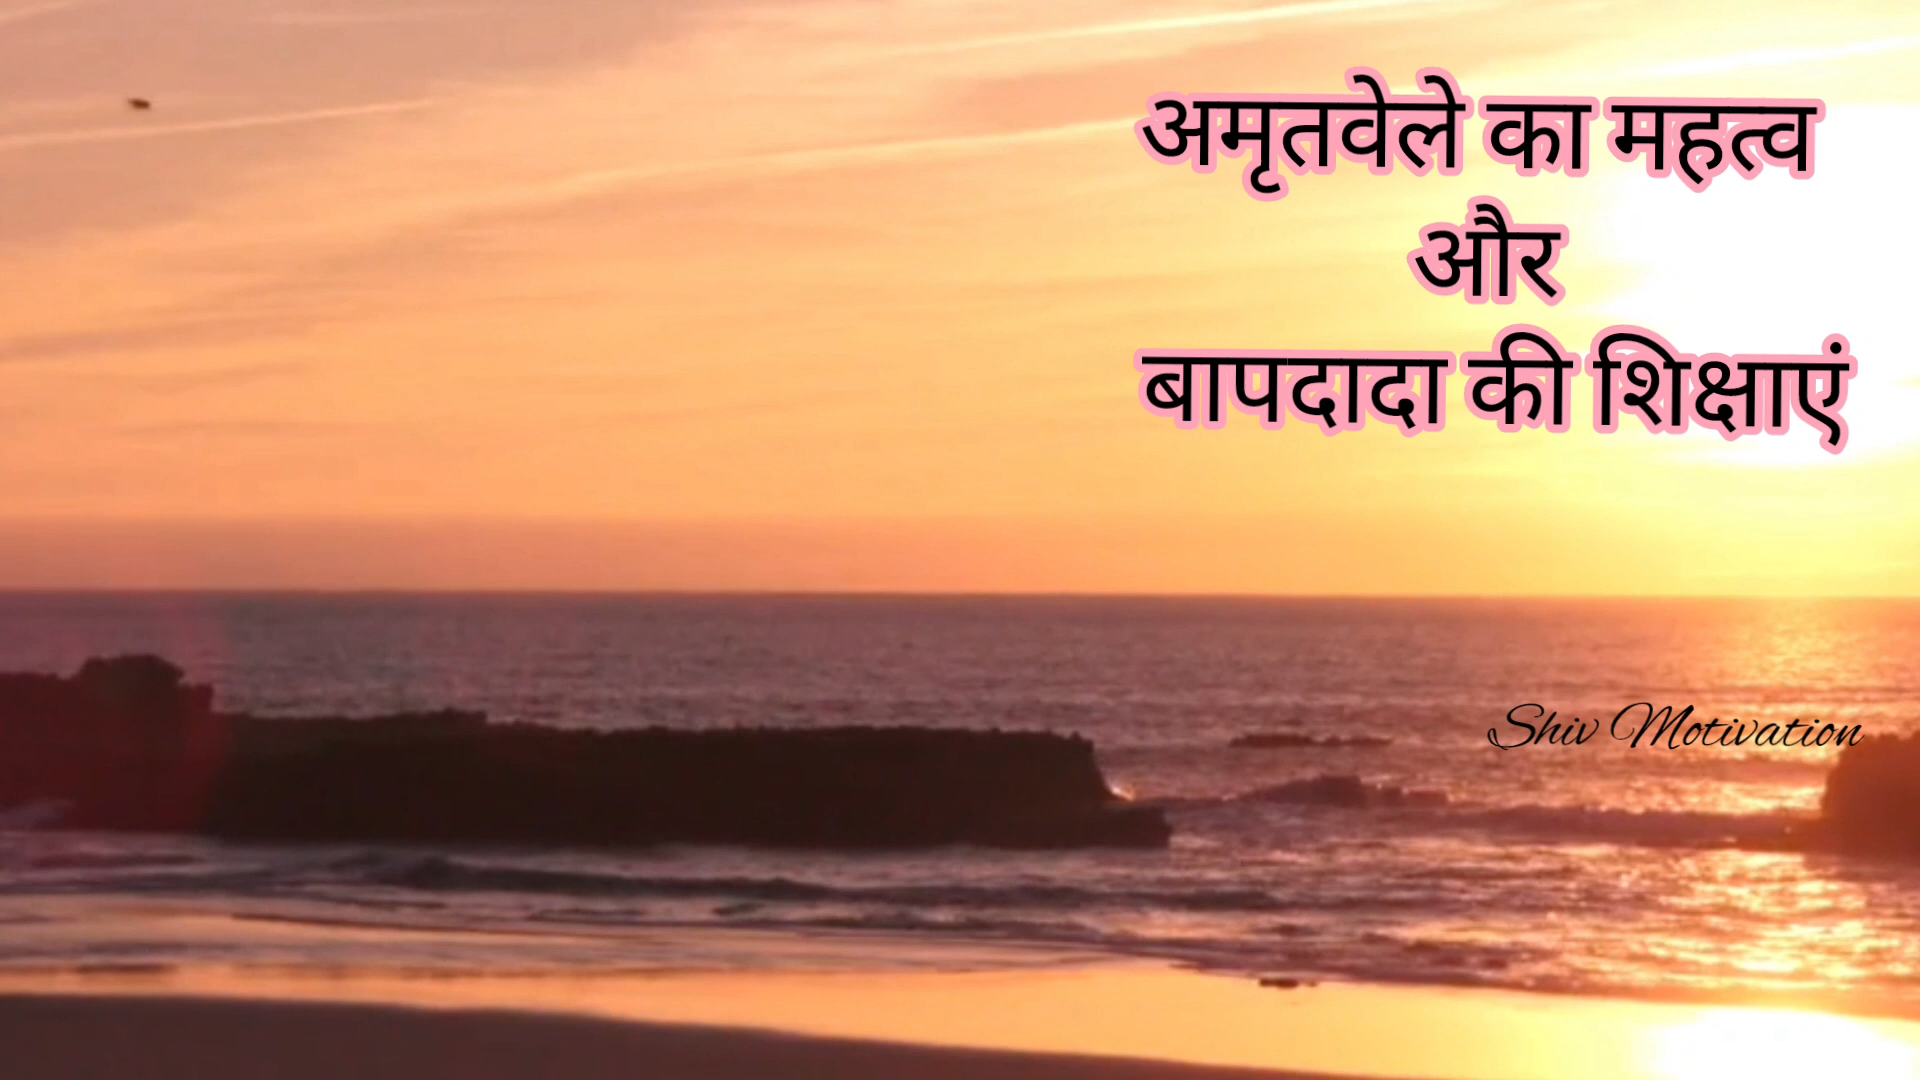 अमृतवेले का महत्व
और
बापदादा की शिक्षाएं
Shiv Motivation